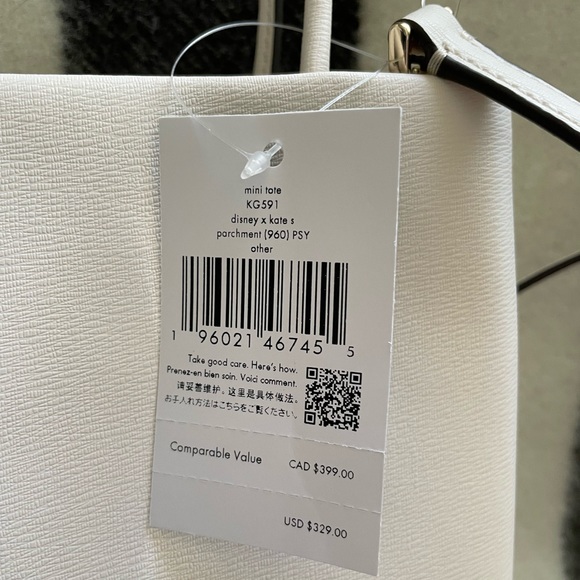 mini tote
KG591
disney x kate s
parchment (960) PSY
other
1 96021 46745 5
Take good care. Here's how.
Prenez-en bien soin. Voici comment.
请妥善维护。这里是具体做法。
お手入れ方法はこちらをご覧ください。
Comparable Value CAD $399.00
USD $329.00